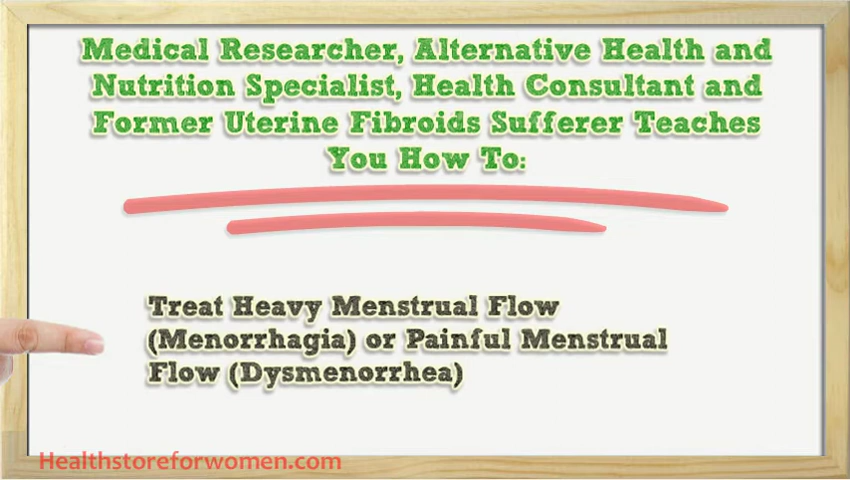 Medical Researcher, Alternative Health and
Nutrition Specialist, Health Consultant and
Former Uterine Fibroids Sufferer Teaches
You How To:
Treat Heavy Menstrual Flow
(Menorrhagia) or Painful Menstrual
Flow (Dysmenorrhea)
Healthstoreforwomen.com